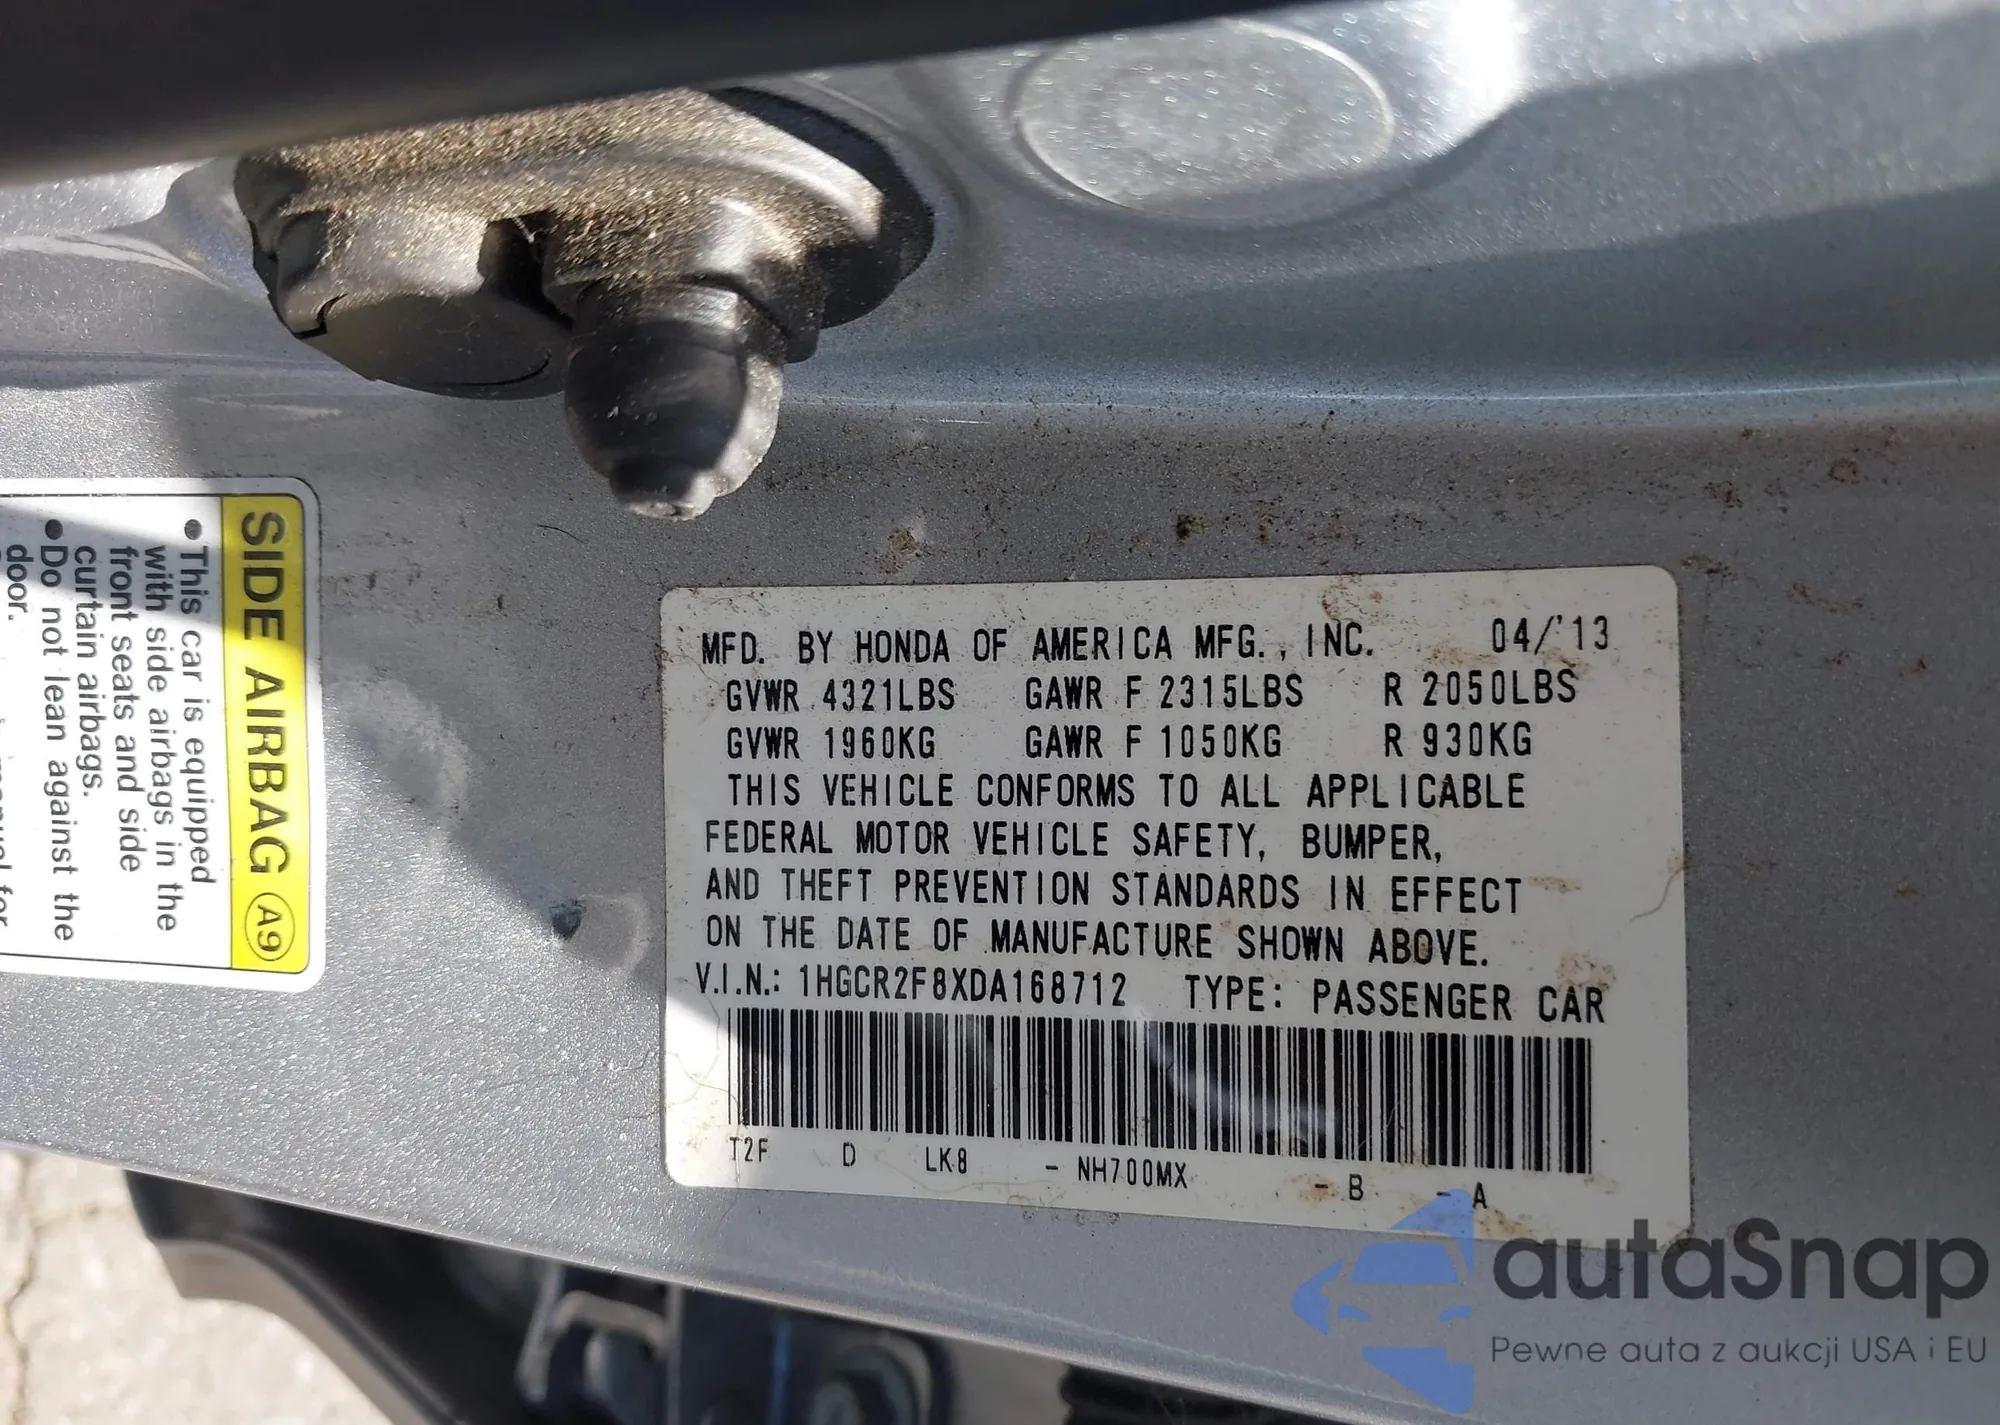 SIDE AIRBAG A9
●This car is equipped
with side airbags in the
front seats and side
curtain airbags.
●Do not lean against the
door.
MFD. BY HONDA OF AMERICA MFG., INC. 04/'13
GVWR 4321LBS GAWR F 2315LBS R 2050LBS
GVWR 1960KG GAWR F 1050KG R 930KG
THIS VEHICLE CONFORMS TO ALL APPLICABLE
FEDERAL MOTOR VEHICLE SAFETY, BUMPER,
AND THEFT PREVENTION STANDARDS IN EFFECT
ON THE DATE OF MANUFACTURE SHOWN ABOVE.
V.I.N.: 1HGCR2F8XDA168712 TYPE: PASSENGER CAR
T2F D LK8 - NH700MX - B - A
autaSnap
Pewne auta z aukcji USA i EU